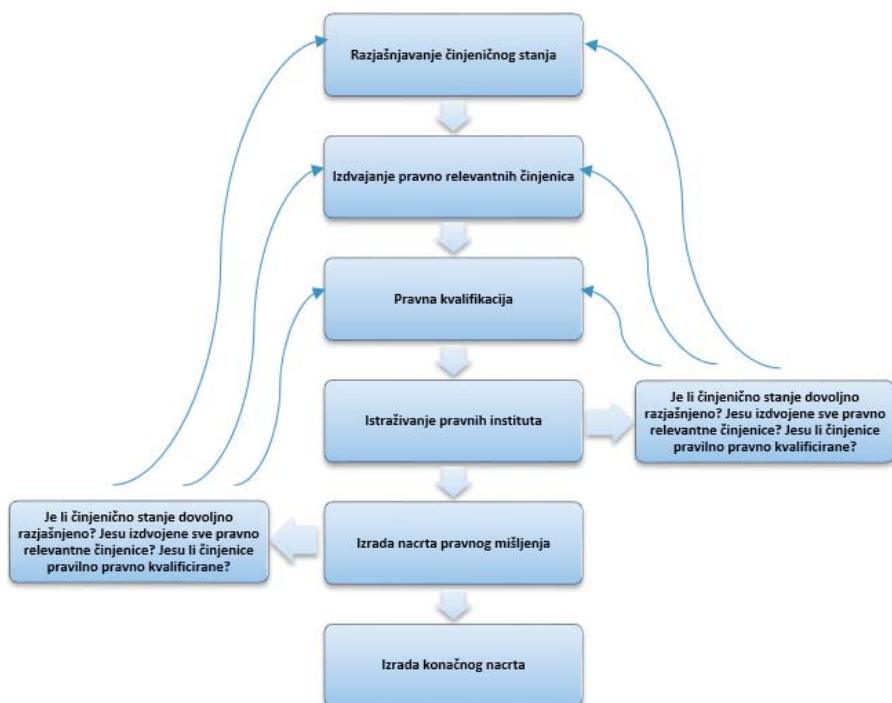 Razjašnjavanje činjeničnog stanja
Izdvajanje pravno relevantnih činjenica
Pravna kvalifikacija
Istraživanje pravnih instituta
Je li činjenično stanje dovoljno
razjašnjeno? Jesu izdvojene sve pravno
relevantne činjenice? Jesu li činjenice
pravilno pravno kvalificirane?
Je li činjenično stanje dovoljno
razjašnjeno? Jesu izdvojene sve pravno
relevantne činjenice? Jesu li činjenice
pravilno pravno kvalificirane?
Izrada nacrta pravnog mišljenja
Izrada konačnog nacrta